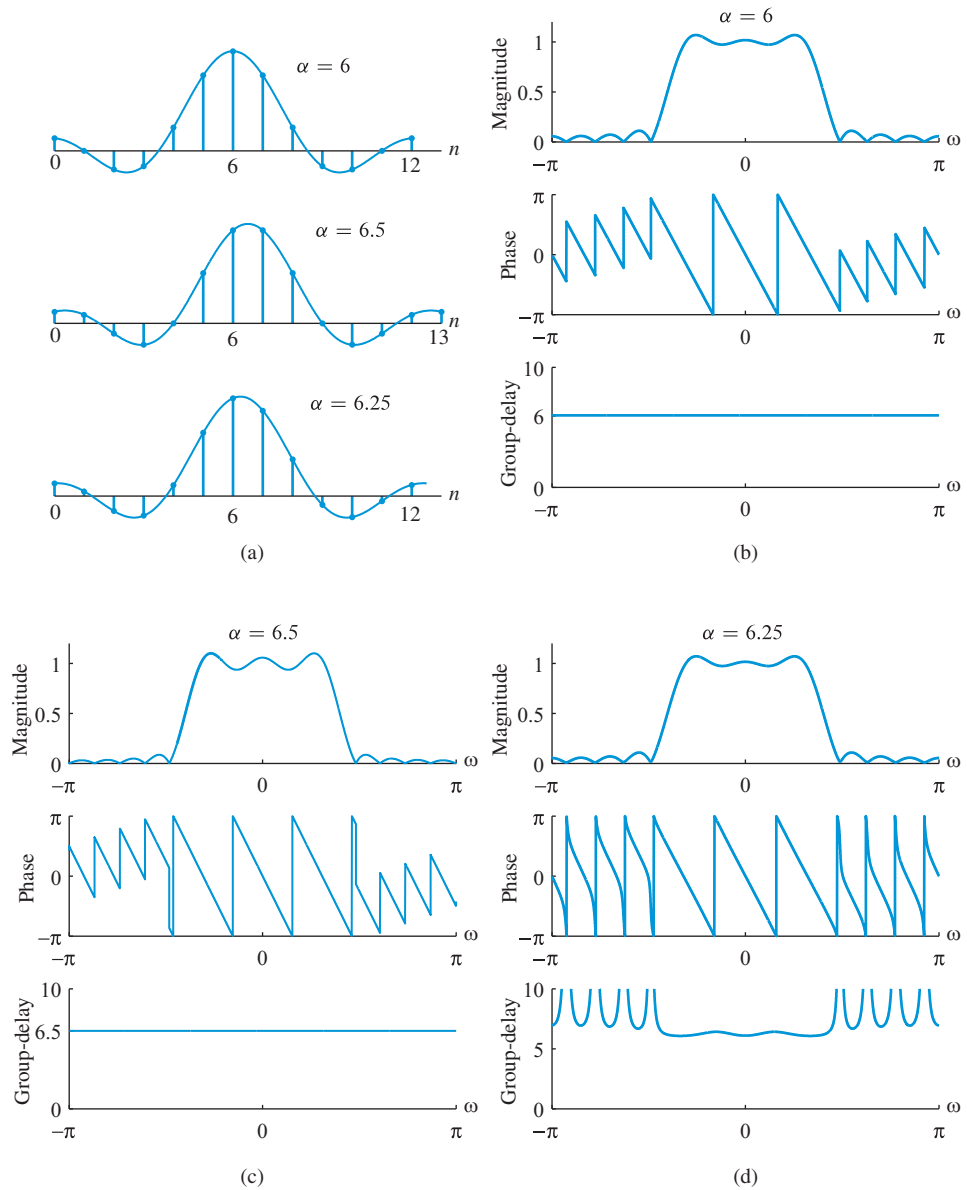 α = 6
n
0
6
12
α = 6.5
n
0
6
13
α = 6.25
n
0
6
12
(a)
α = 6
Magnitude
1
0.5
0
ω
−π
0
π
Phase
π
0
−π
ω
−π
0
π
Group-delay
10
6
0
ω
−π
0
π
(b)
α = 6.5
Magnitude
1
0.5
0
ω
−π
0
π
Phase
π
0
−π
ω
−π
0
π
Group-delay
10
6.5
0
ω
−π
0
π
(c)
α = 6.25
Magnitude
1
0.5
0
ω
−π
0
π
Phase
π
0
−π
ω
−π
0
π
Group-delay
10
5
0
ω
−π
0
π
(d)